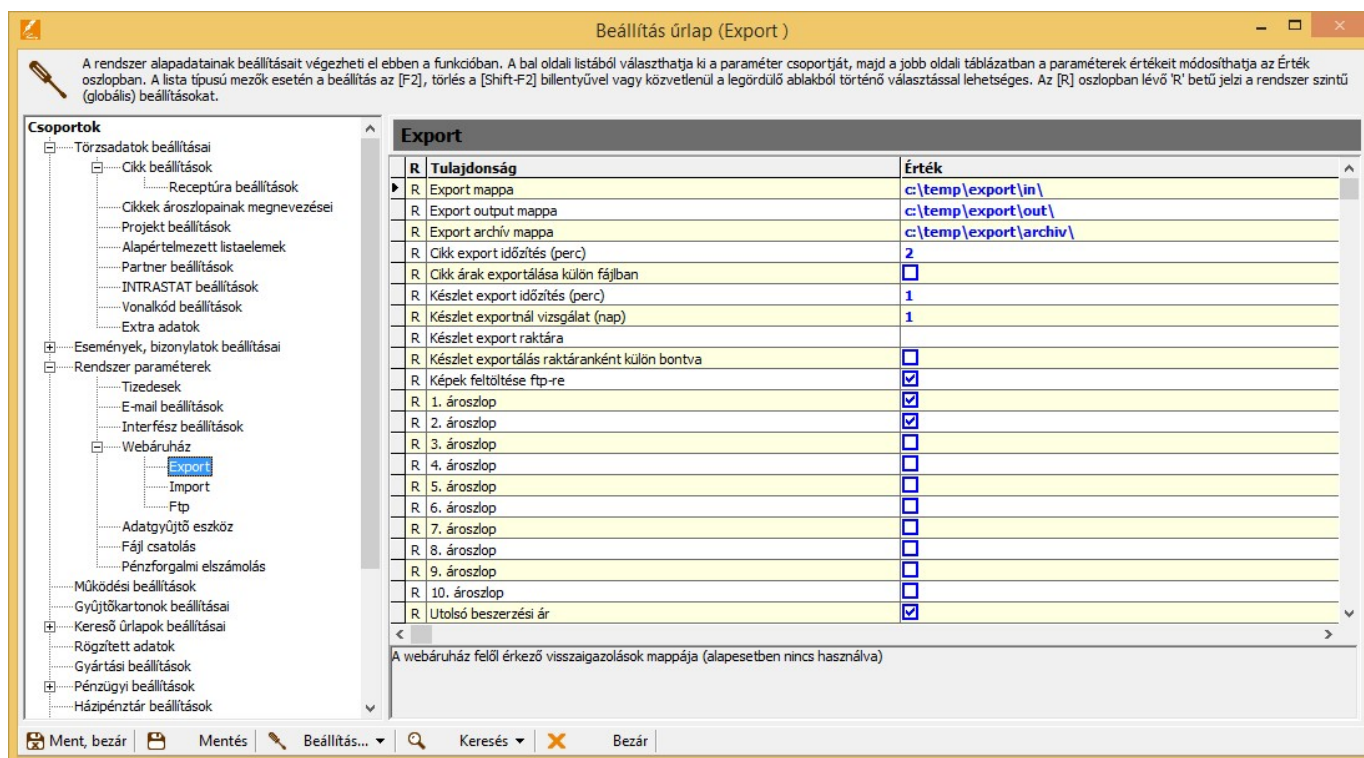 Beállítás űrlap (Export )
A rendszer alapadatainak beállításait végezheti el ebben a funkcióban. A bal oldali listából választhatja ki a paraméter csoportját, majd a jobb oldali táblázatban a paraméterek értékeit módosíthatja az Érték
oszlopban. A lista típusú mezők esetén a beállítás az [F2], törlés a [Shift-F2] billentyűvel vagy közvetlenül a legördülő ablakból történő választással lehetséges. Az [R] oszlopban lévő 'R' betű jelzi a rendszer szintű
(globális) beállításokat.
Csoportok
Törzsadatok beállításai
Cikk beállítások
Receptúra beállítások
Cikkek ároszlopainak megnevezései
Projekt beállítások
Alapértelmezett listaelemek
Partner beállítások
INTRASTAT beállítások
Vonalkód beállítások
Extra adatok
Események, bizonylatok beállításai
Rendszer paraméterek
Tizedesek
E-mail beállítások
Interfész beállítások
Webáruház
Export
Import
Ftp
Adatgyûjtõ eszköz
Fájl csatolás
Pénzforgalmi elszámolás
Mûködési beállítások
Gyûjtõkartonok beállításai
Keresõ ûrlapok beállításai
Rögzített adatok
Gyártási beállítások
Pénzügyi beállítások
Házipénztár beállítások
Export
R Tulajdonság Érték
R Export mappa c:\temp\export\in\
R Export output mappa c:\temp\export\out\
R Export archív mappa c:\temp\export\archiv\
R Cikk export időzítés (perc) 2
R Cikk árak exportálása külön fájlban
R Készlet export időzítés (perc) 1
R Készlet exportnál vizsgálat (nap) 1
R Készlet export raktára
R Készlet exportálás raktáranként külön bontva
R Képek feltöltése ftp-re
R 1. ároszlop
R 2. ároszlop
R 3. ároszlop
R 4. ároszlop
R 5. ároszlop
R 6. ároszlop
R 7. ároszlop
R 8. ároszlop
R 9. ároszlop
R 10. ároszlop
R Utolsó beszerzési ár
A webáruház felől érkező visszaigazolások mappája (alapesetben nincs használva)
Ment, bezár Mentés Beállítás... Keresés Bezár